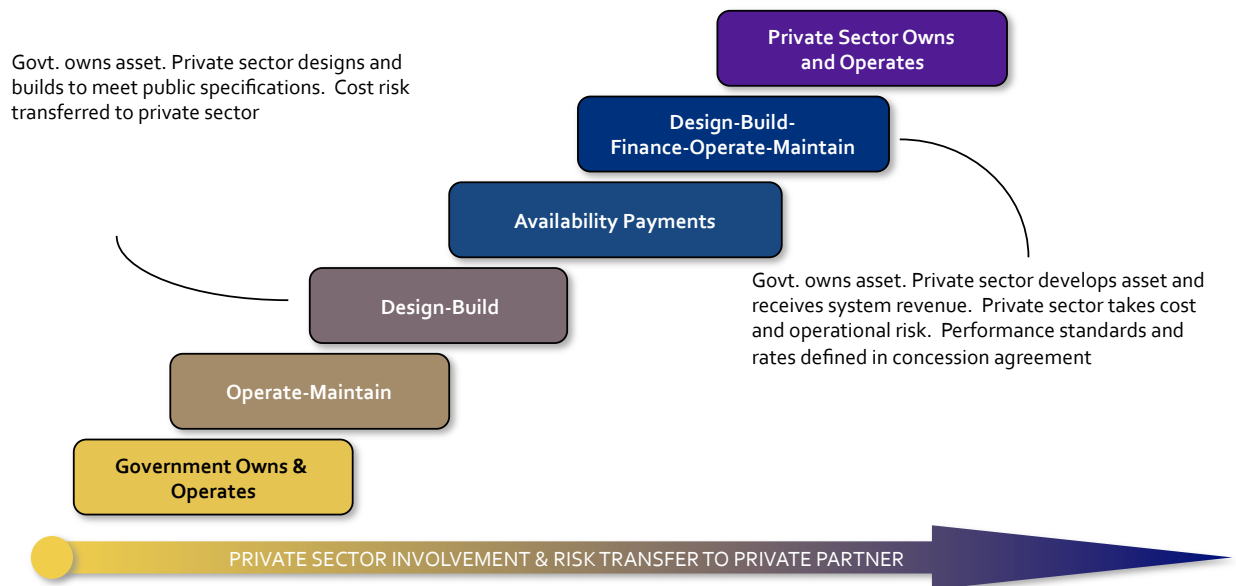 Private Sector Owns
and Operates
Govt. owns asset. Private sector designs and
builds to meet public specifications.  Cost risk
transferred to private sector
Design-Build-
Finance-Operate-Maintain
Availability Payments
Govt. owns asset. Private sector develops asset and
receives system revenue.  Private sector takes cost
and operational risk.  Performance standards and
rates defined in concession agreement
Design-Build
Operate-Maintain
Government Owns &
Operates
PRIVATE SECTOR INVOLVEMENT & RISK TRANSFER TO PRIVATE PARTNER